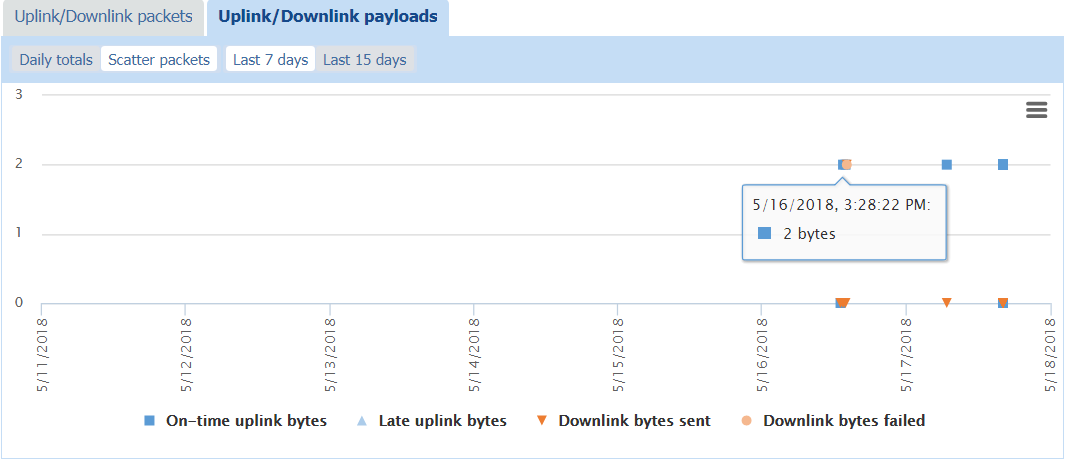 Uplink/Downlink packets Uplink/Downlink payloads
Daily totals Scatter packets Last 7 days Last 15 days
3
2
5/16/2018, 3:28:22 PM:
2 bytes
1
0
5/11/2018 5/12/2018 5/13/2018 5/14/2018 5/15/2018 5/16/2018 5/17/2018 5/18/2018
On-time uplink bytes Late uplink bytes Downlink bytes sent Downlink bytes failed